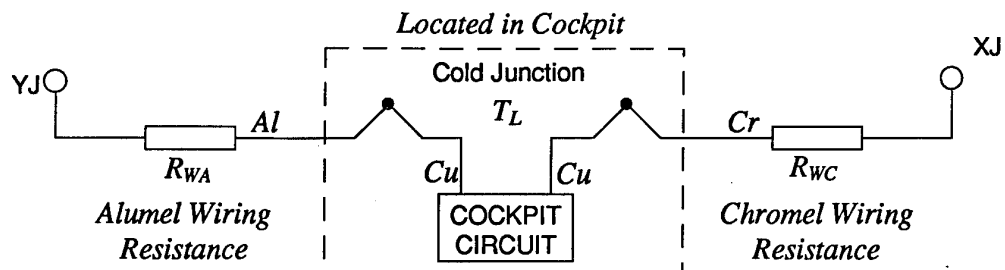 Located in Cockpit
YJ
XJ
Cold Junction
T_L
Al
Cr
R_WA
Cu
Cu
R_WC
Alumel Wiring
Resistance
COCKPIT
CIRCUIT
Chromel Wiring
Resistance